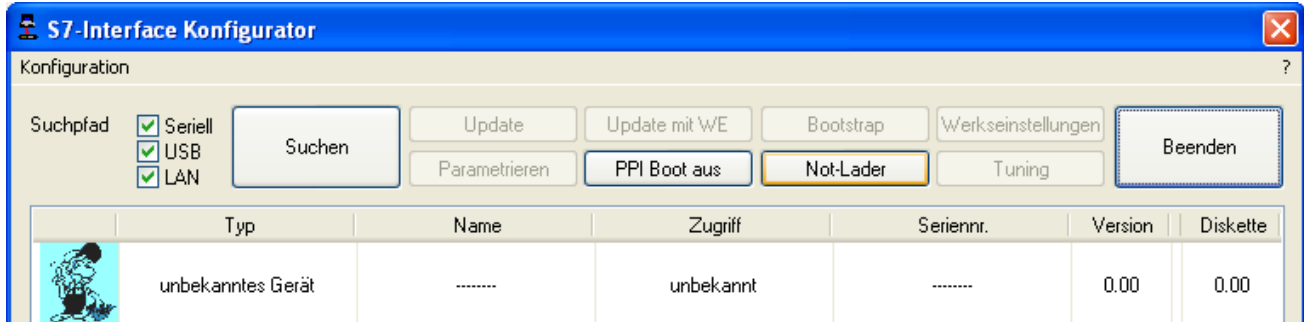 S7-Interface Konfigurator
Konfiguration ?
Suchpfad
Seriell
USB
LAN
Suchen
Update
Update mit WE
Bootstrap
Werkseinstellungen
Parametrieren
PPI Boot aus
Not-Lader
Tuning
Beenden
Typ Name Zugriff Seriennr. Version Diskette
unbekanntes Gerät -------- unbekannt -------- 0.00 0.00